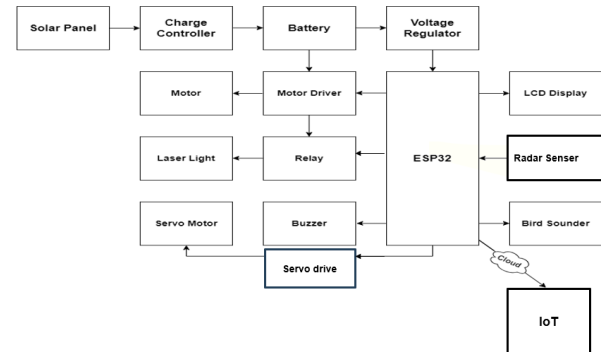 Solar Panel
Charge
Controller
Battery
Voltage
Regulator
Motor
Motor Driver
ESP32
LCD Display
Laser Light
Relay
Radar Senser
Servo Motor
Buzzer
Bird Sounder
Servo drive
Cloud
IoT